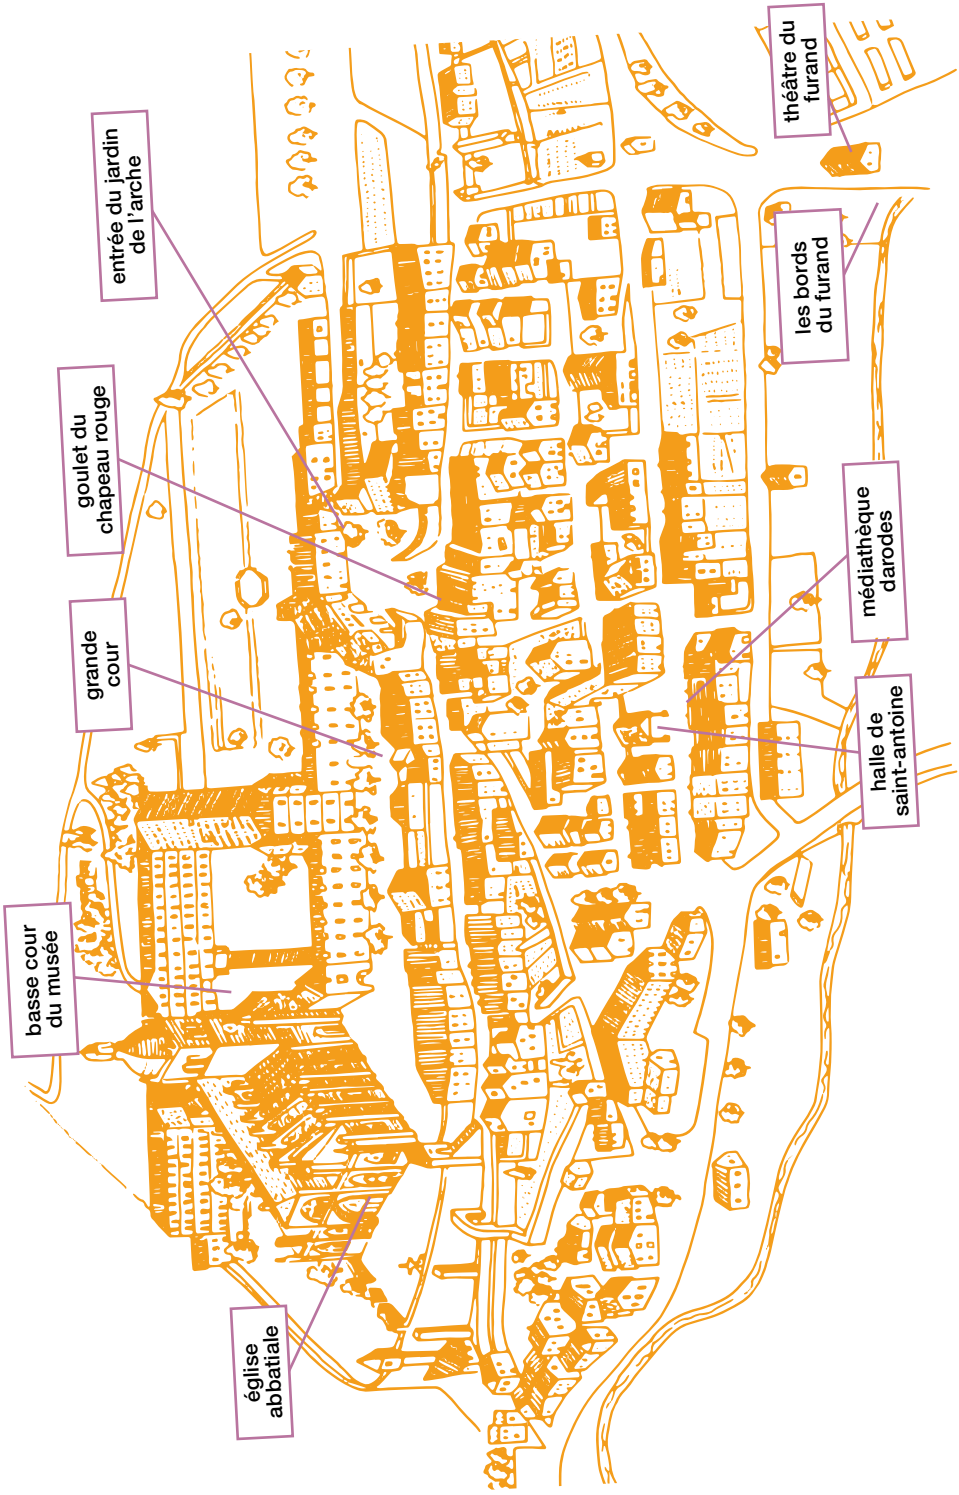 église
abbatiale
basse cour
du musée
grande
cour
goulet du
chapeau rouge
entrée du jardin
de l'arche
halle de
saint-antoine
médiathèque
darodes
les bords
du furand
théâtre du
furand